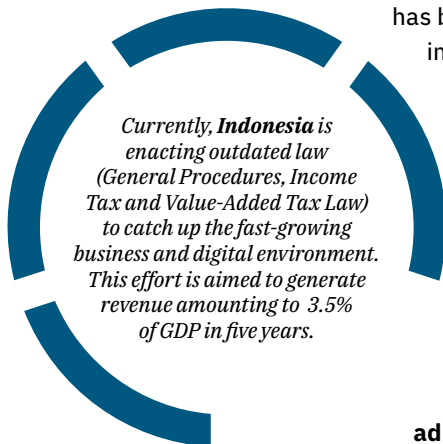 has b
in
Currently, Indonesia is
enacting outdated law
(General Procedures, Income
Tax and Value-Added Tax Law)
to catch up the fast-growing
business and digital environment.
This effort is aimed to generate
revenue amounting to 3.5%
of GDP in five years.
ad